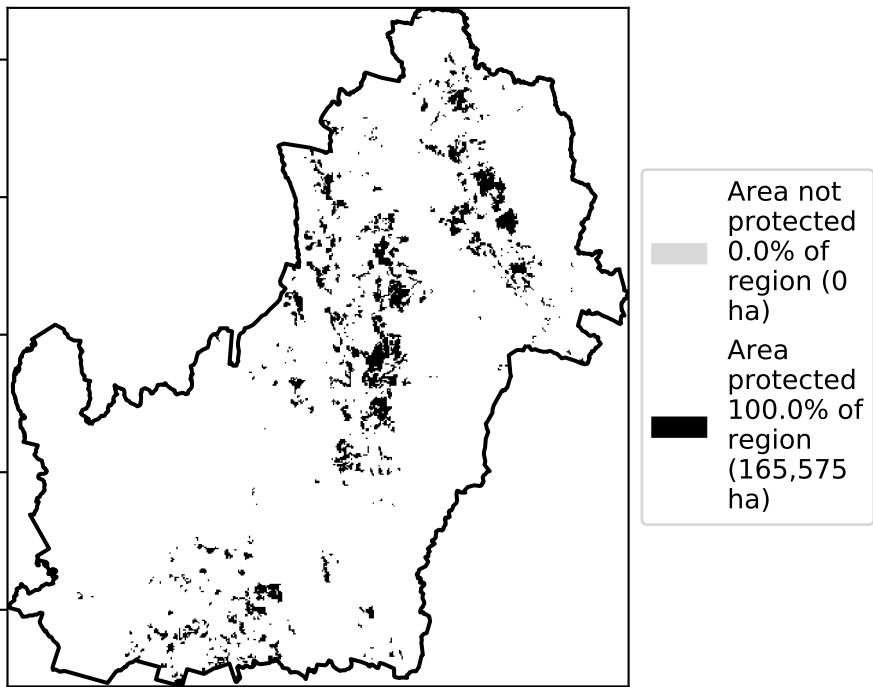 Area not
protected
0.0% of
region (0
ha)
Area
protected
100.0% of
region
(165,575
ha)